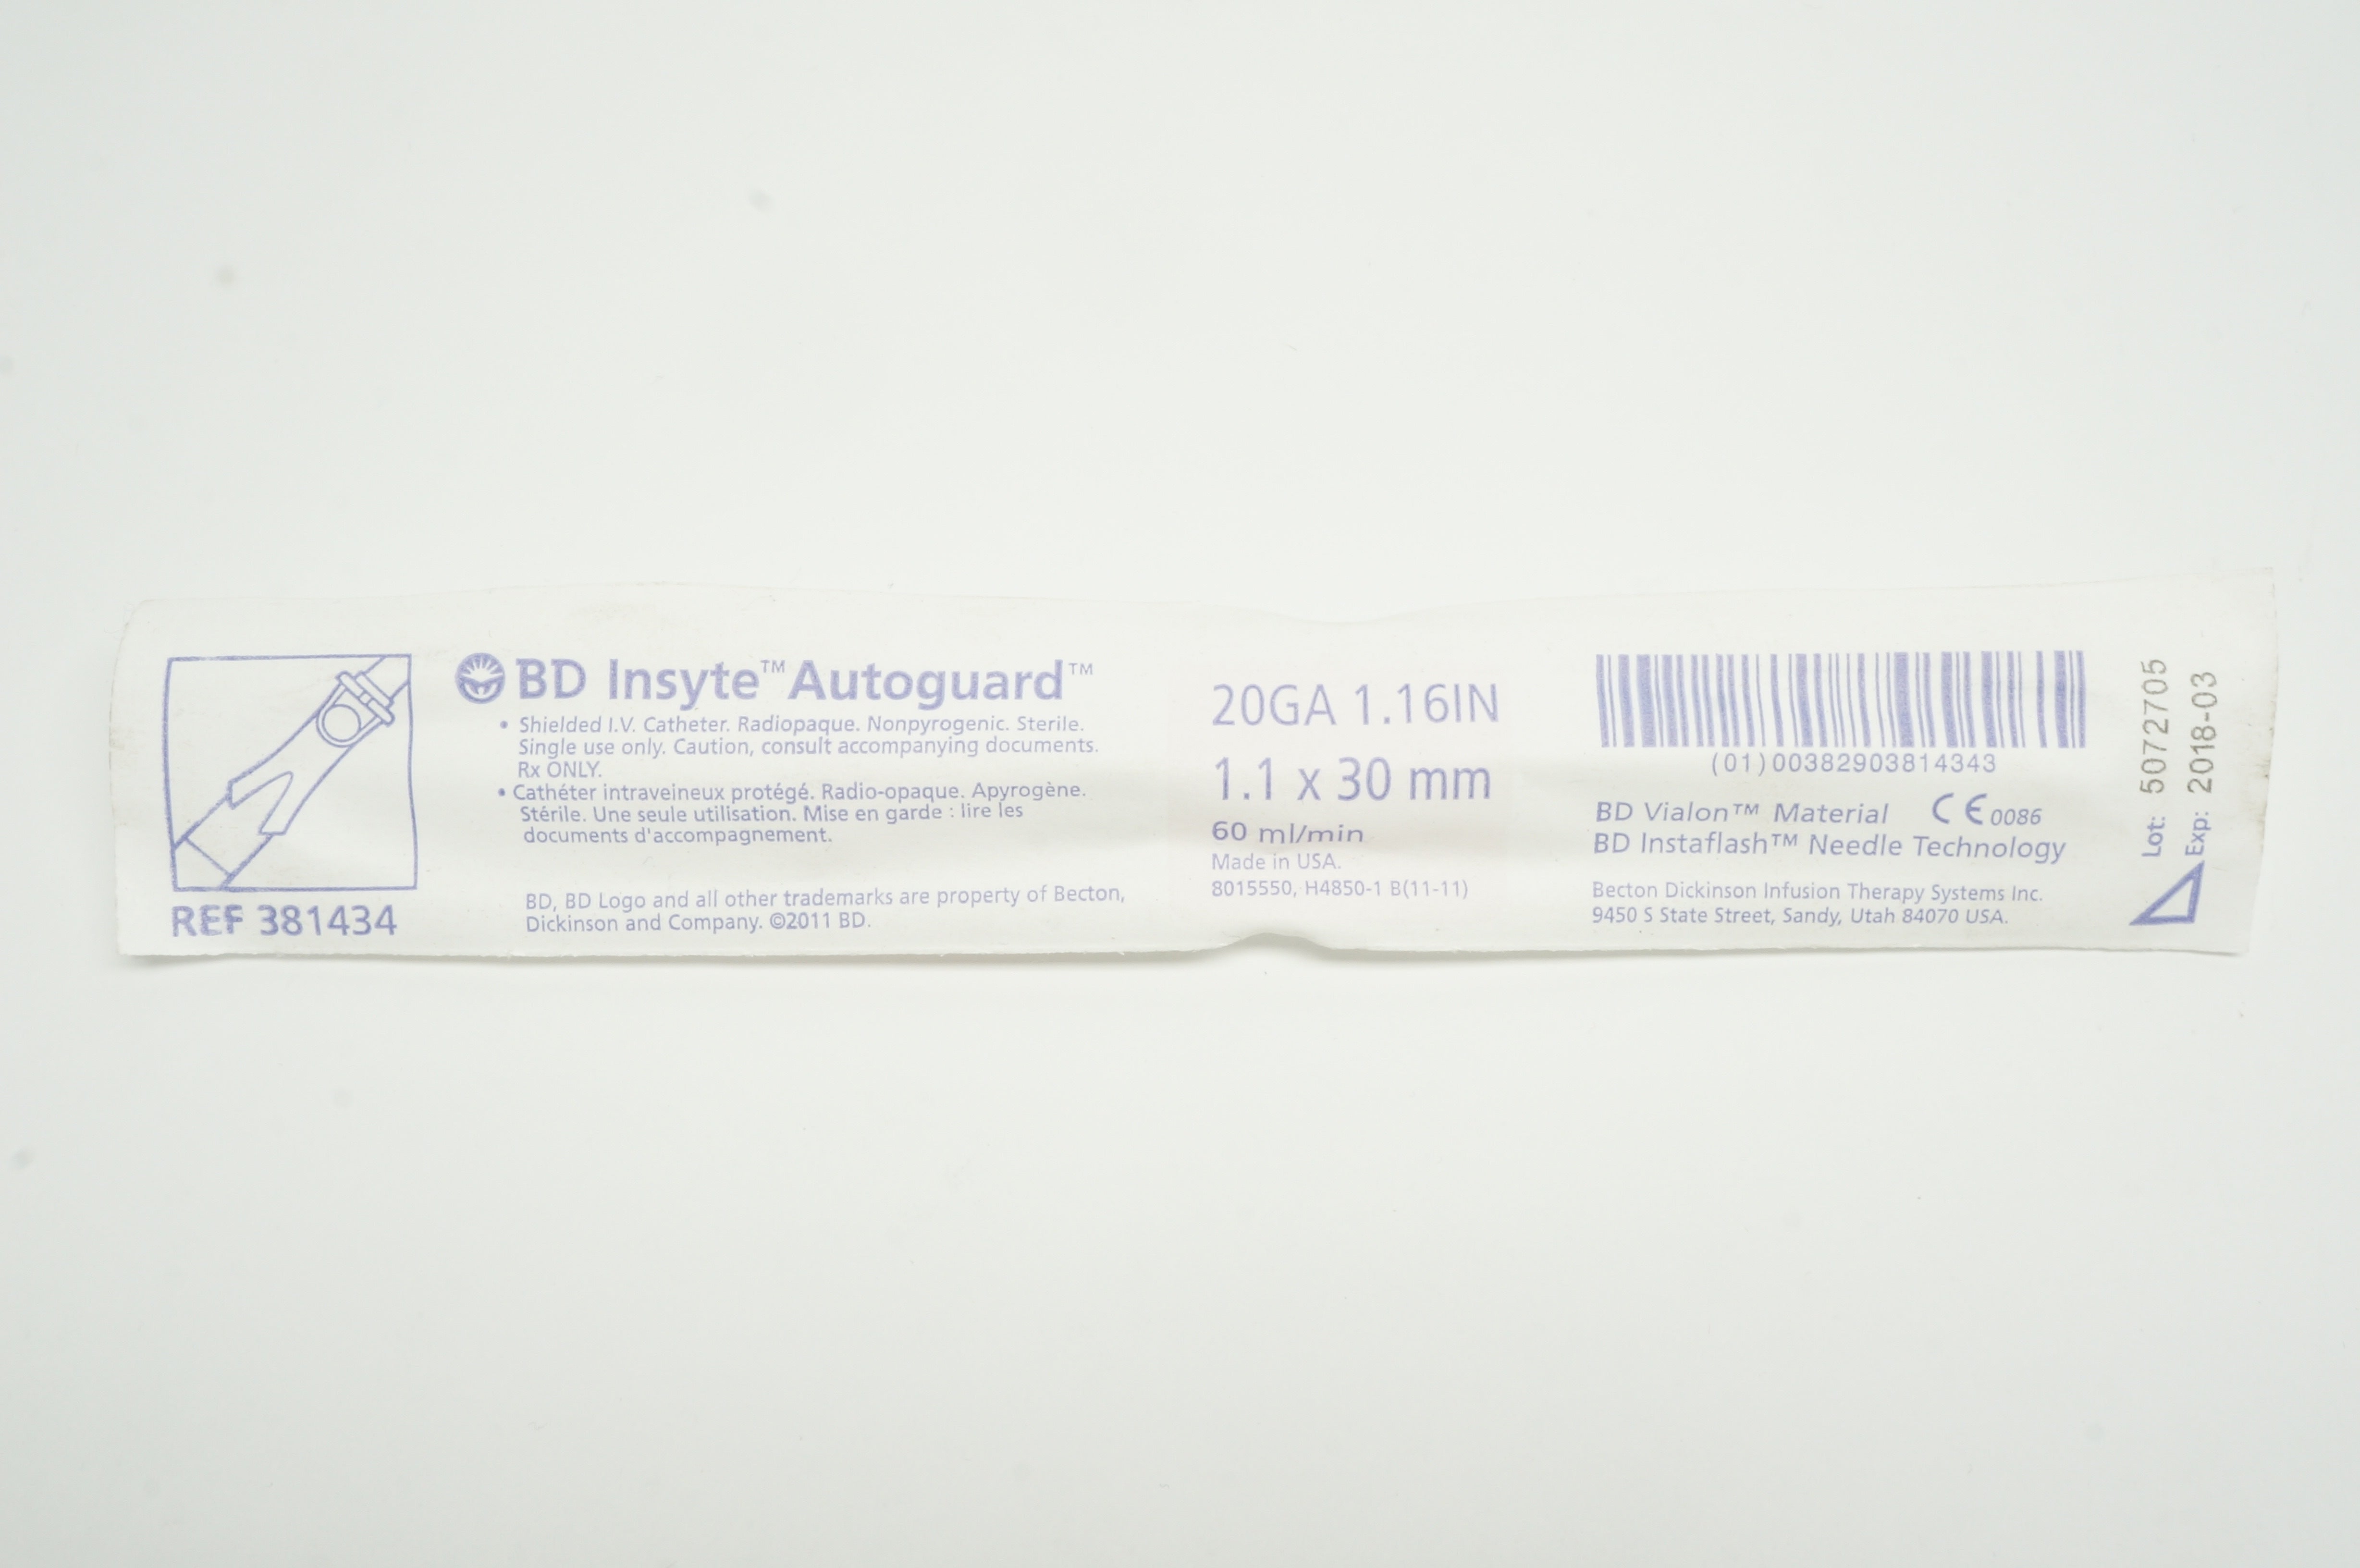 BD Insyte™ Autoguard™
• Shielded I.V. Catheter. Radiopaque. Nonpyrogenic. Sterile.
Single use only. Caution, consult accompanying documents.
Rx ONLY.
• Cathéter intraveineux protégé. Radio-opaque. Apyrogène.
Stérile. Une seule utilisation. Mise en garde : lire les
documents d'accompagnement.
BD, BD Logo and all other trademarks are property of Becton,
Dickinson and Company. ©2011 BD.
REF 381434
20GA 1.16IN
1.1 x 30 mm
60 ml/min
Made in USA.
8015550, H4850-1 B(11-11)
(01)00382903814343
BD Vialon™ Material CE 0086
BD Instaflash™ Needle Technology
Becton Dickinson Infusion Therapy Systems Inc.
9450 S State Street, Sandy, Utah 84070 USA.
Lot: 5072705
Exp: 2018-03